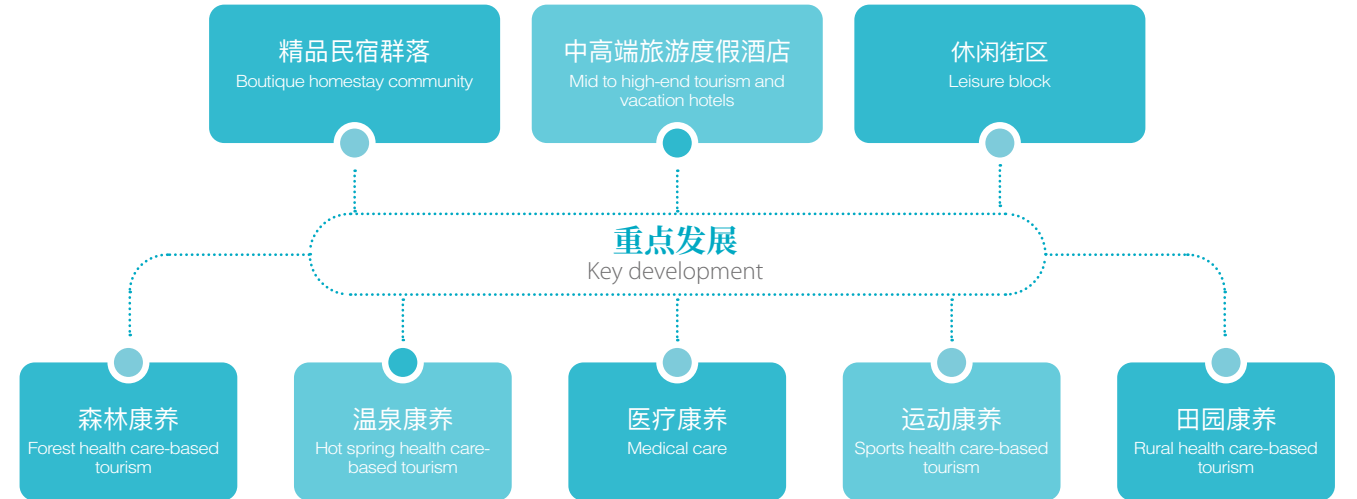 精品民宿群落
Boutique homestay community
中高端旅游度假酒店
Mid to high-end tourism and
vacation hotels
休闲街区
Leisure block
重点发展
Key development
森林康养
Forest health care-based
tourism
温泉康养
Hot spring health care-
based tourism
医疗康养
Medical care
运动康养
Sports health care-based
tourism
田园康养
Rural health care-based
tourism